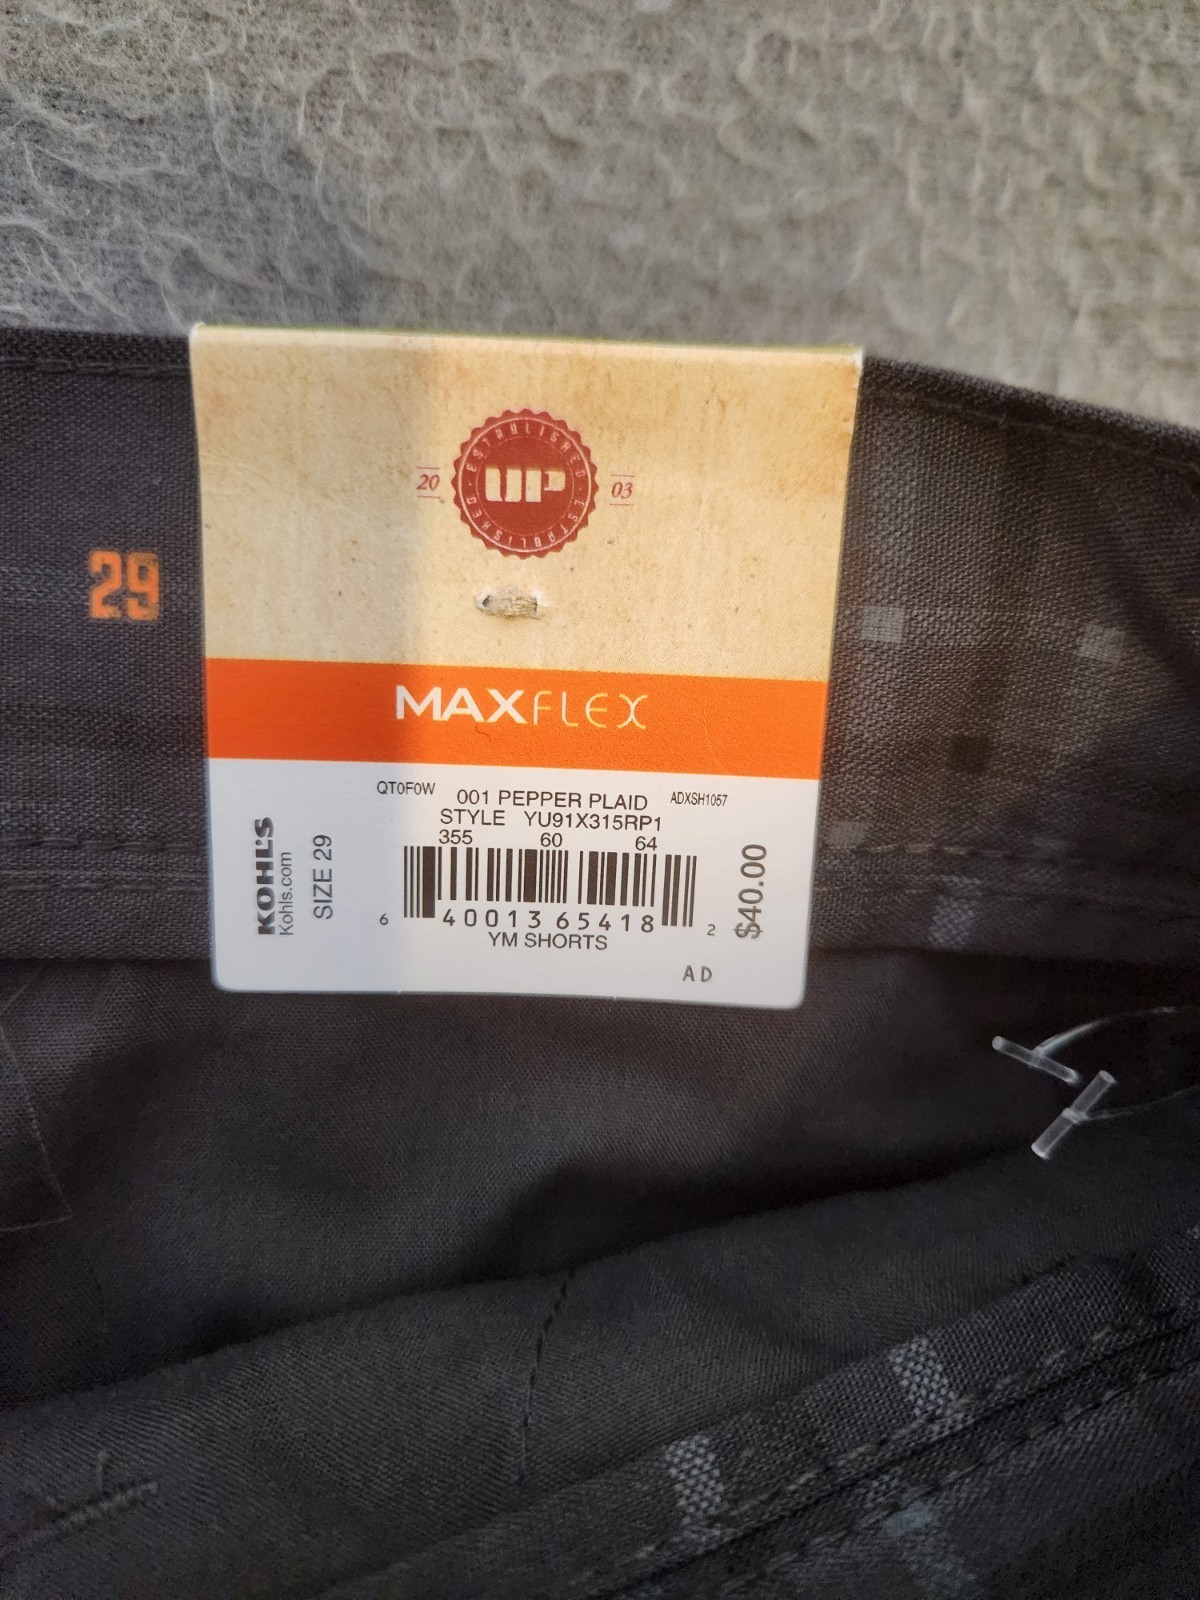 ESTABLISHED
20 UP 03
ESTABLISHED
29
MAXFLEX
QT0F0W 001 PEPPER PLAID ADXSH1057
STYLE YU91X315RP1
355 60 64
KOHL'S
Kohls.com
SIZE 29
6 40013 65418 2
$40.00
YM SHORTS
AD